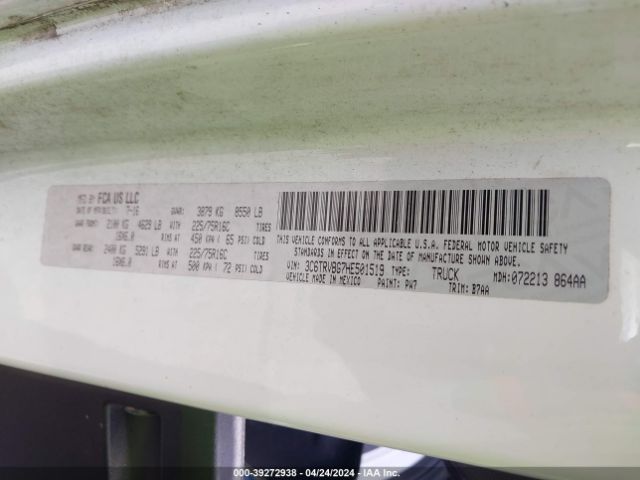 MFD BY FCA US LLC
DATE OF MFR(BUILT): 7-16 GVWR: 3879 KG 8550 LB
GAWR FRONT: 2100 KG 4629 LB WITH 225/75R16C TIRES
16X6.0 RIMS AT 450 KPA / 65 PSI COLD
GAWR REAR: 2400 KG 5291 LB WITH 225/75R16C TIRES
16X6.0 RIMS AT 500 KPA / 72 PSI COLD
THIS VEHICLE CONFORMS TO ALL APPLICABLE U.S.A. FEDERAL MOTOR VEHICLE SAFETY
STANDARDS IN EFFECT ON THE DATE OF MANUFACTURE SHOWN ABOVE.
VIN: 3C6TRVBG7HE501519 TYPE: TRUCK MDH: 072213 864AA
VEHICLE MADE IN MEXICO PAINT: PW7 TRIM: B7AA
000-39272938 - 04/24/2024 - IAA